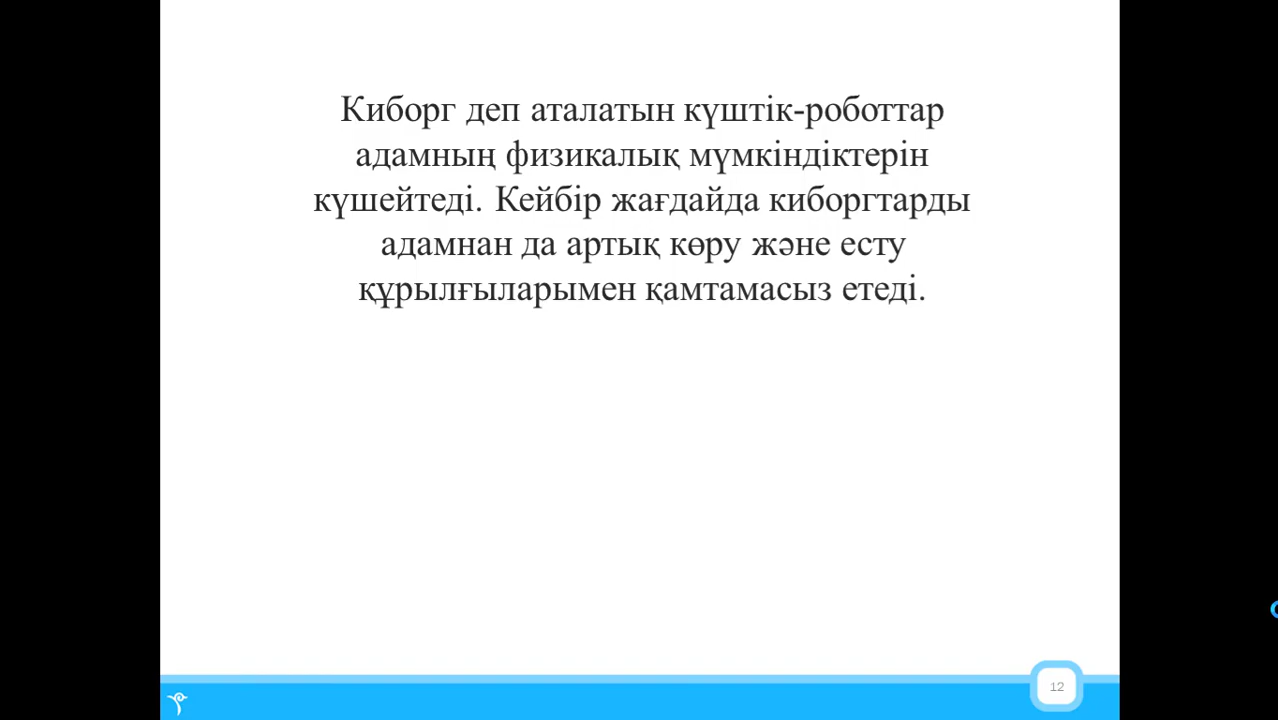 Киборг деп аталатын күштік-роботтар
адамның физикалық мүмкіндіктерін
күшейтеді. Кейбір жағдайда киборгтарды
адамнан да артық көру және есту
құрылғыларымен қамтамасыз етеді.
12